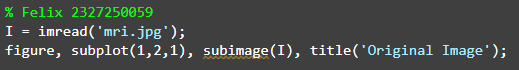 % Felix 2327250059
I = imread('mri.jpg');
figure, subplot(1,2,1), subimage(I), title('Original Image');